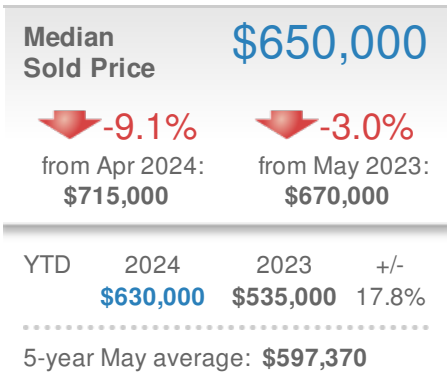 Median
Sold Price
$650,000
-9.1%
from Apr 2024:
$715,000
-3.0%
from May 2023:
$670,000
YTD 2024 2023 +/-
$630,000 $535,000 17.8%
5-year May average: $597,370